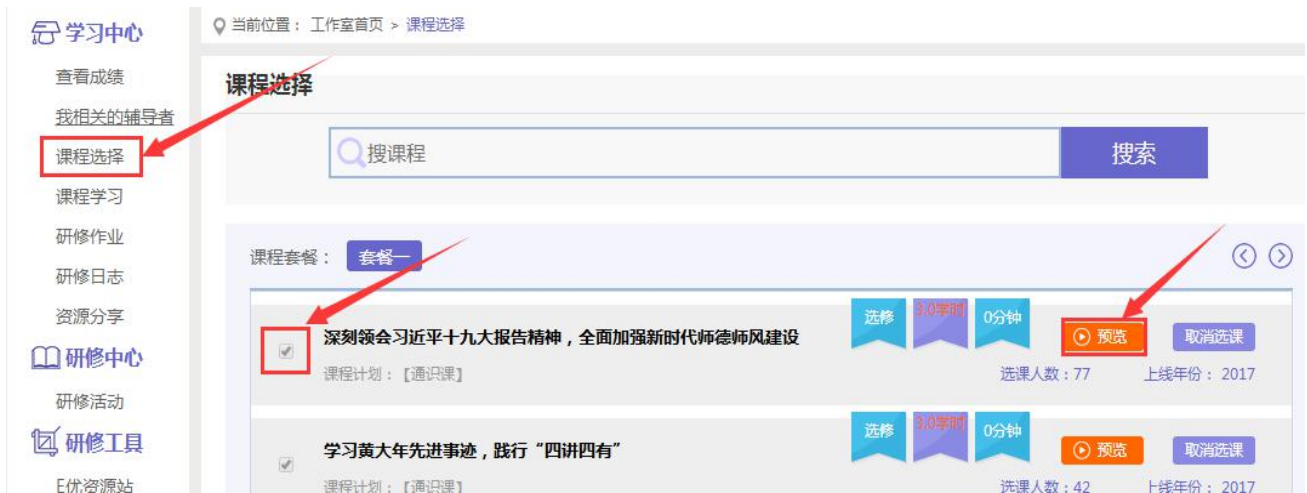 学习中心
查看成绩
我相关的辅导者
课程选择
课程学习
研修作业
研修日志
资源分享
研修中心
研修活动
研修工具
E优资源站
当前位置： 工作室首页 > 课程选择
课程选择
搜课程
搜索
课程套餐： 套餐一
选修 3.0学时 0分钟
深刻领会习近平十九大报告精神，全面加强新时代师德师风建设 预览 取消选课
课程计划：【通识课】 选课人数：77 上线年份： 2017
选修 3.0学时 0分钟
学习黄大年先进事迹，践行“四讲四有” 预览 取消选课
课程计划：【通识课】 选课人数：42 上线年份： 2017